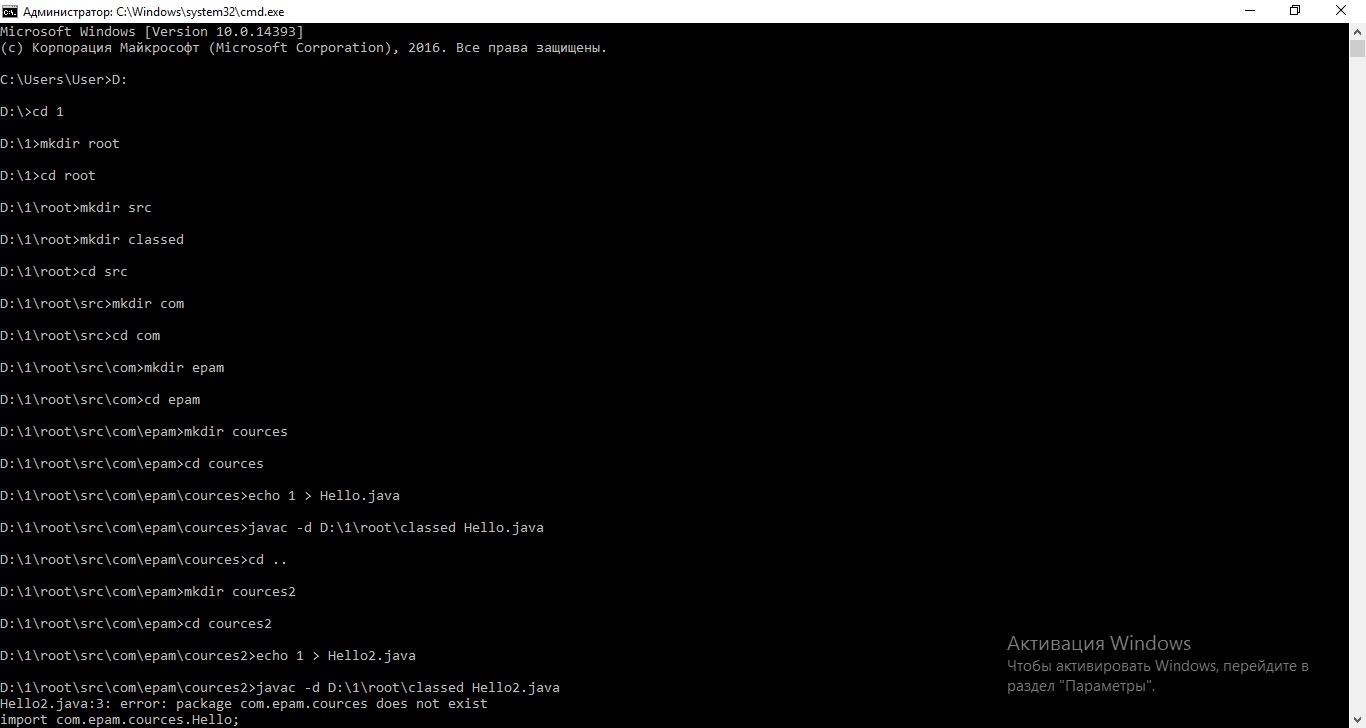 Администратор: C:\Windows\system32\cmd.exe
Microsoft Windows [Version 10.0.14393]
(c) Корпорация Майкрософт (Microsoft Corporation), 2016. Все права защищены.
C:\Users\User>D:
D:\>cd 1
D:\1>mkdir root
D:\1>cd root
D:\1\root>mkdir src
D:\1\root>mkdir classed
D:\1\root>cd src
D:\1\root\src>mkdir com
D:\1\root\src>cd com
D:\1\root\src\com>mkdir epam
D:\1\root\src\com>cd epam
D:\1\root\src\com\epam>mkdir cources
D:\1\root\src\com\epam>cd cources
D:\1\root\src\com\epam\cources>echo 1 > Hello.java
D:\1\root\src\com\epam\cources>javac -d D:\1\root\classed Hello.java
D:\1\root\src\com\epam\cources>cd ..
D:\1\root\src\com\epam>mkdir cources2
D:\1\root\src\com\epam>cd cources2
D:\1\root\src\com\epam\cources2>echo 1 > Hello2.java
D:\1\root\src\com\epam\cources2>javac -d D:\1\root\classed Hello2.java
Hello2.java:3: error: package com.epam.cources does not exist
import com.epam.cources.Hello;
Активация Windows
Чтобы активировать Windows, перейдите в
раздел "Параметры".